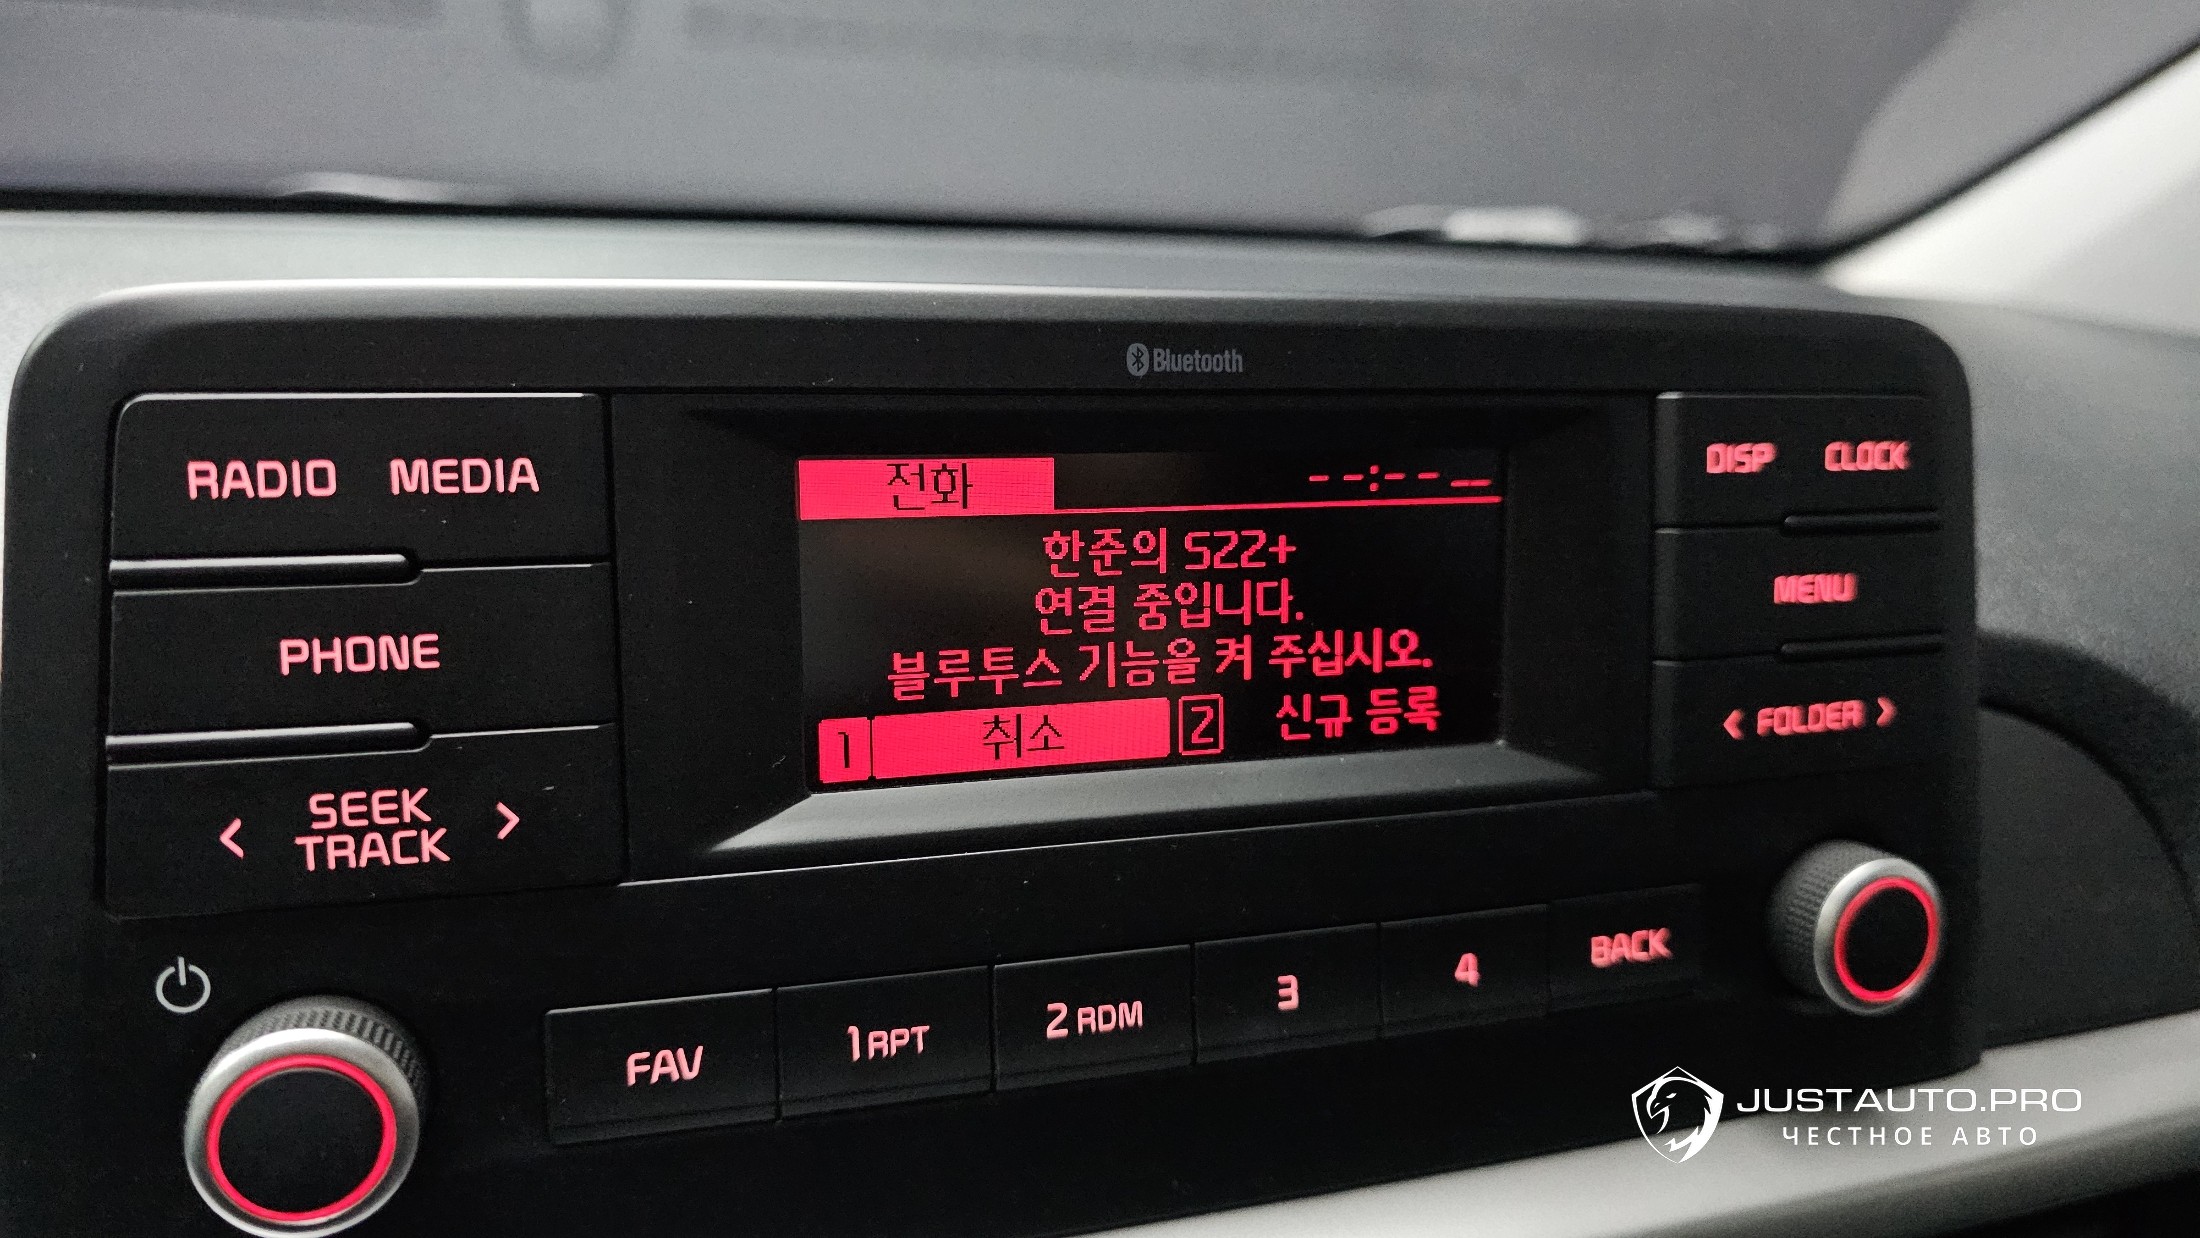 Bluetooth
RADIO MEDIA
PHONE
< SEEK TRACK >
전화 --:-- __
한준의 S22+
연결 중입니다.
블루투스 기능을 켜 주십시오.
1 취소 2 신규 등록
DISP CLOCK
MENU
< FOLDER >
FAV 1 RPT 2 RDM 3 4 BACK
JUSTAUTO.PRO
ЧЕСТНОЕ АВТО